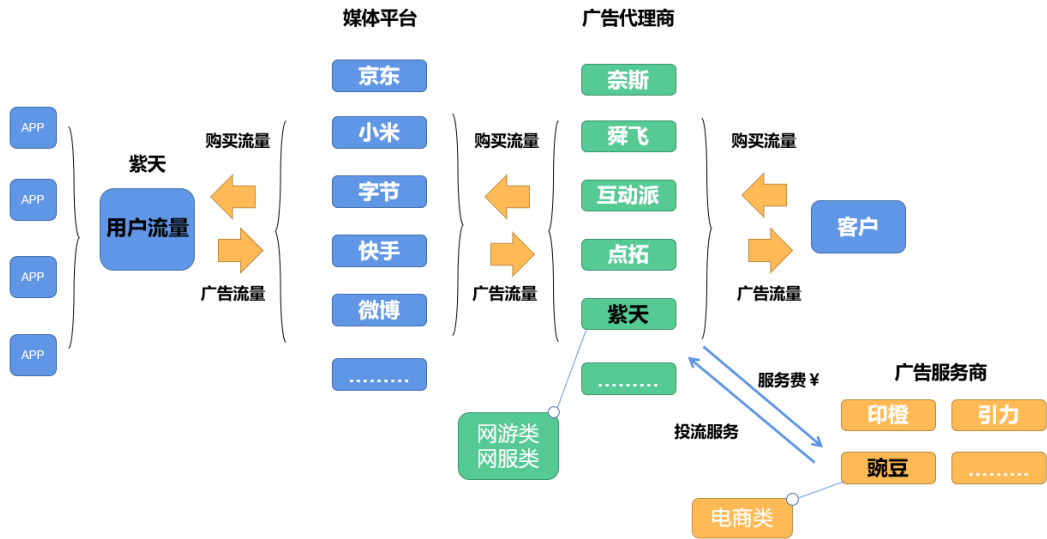 媒体平台
广告代理商
京东
奈斯
APP
小米
舜飞
购买流量
购买流量
购买流量
紫天
APP
字节
互动派
用户流量
客户
快手
点拓
APP
广告流量
广告流量
广告流量
微博
紫天
APP
………
………
服务费¥
广告服务商
投流服务
印橙
引力
网游类
网服类
豌豆
………
电商类